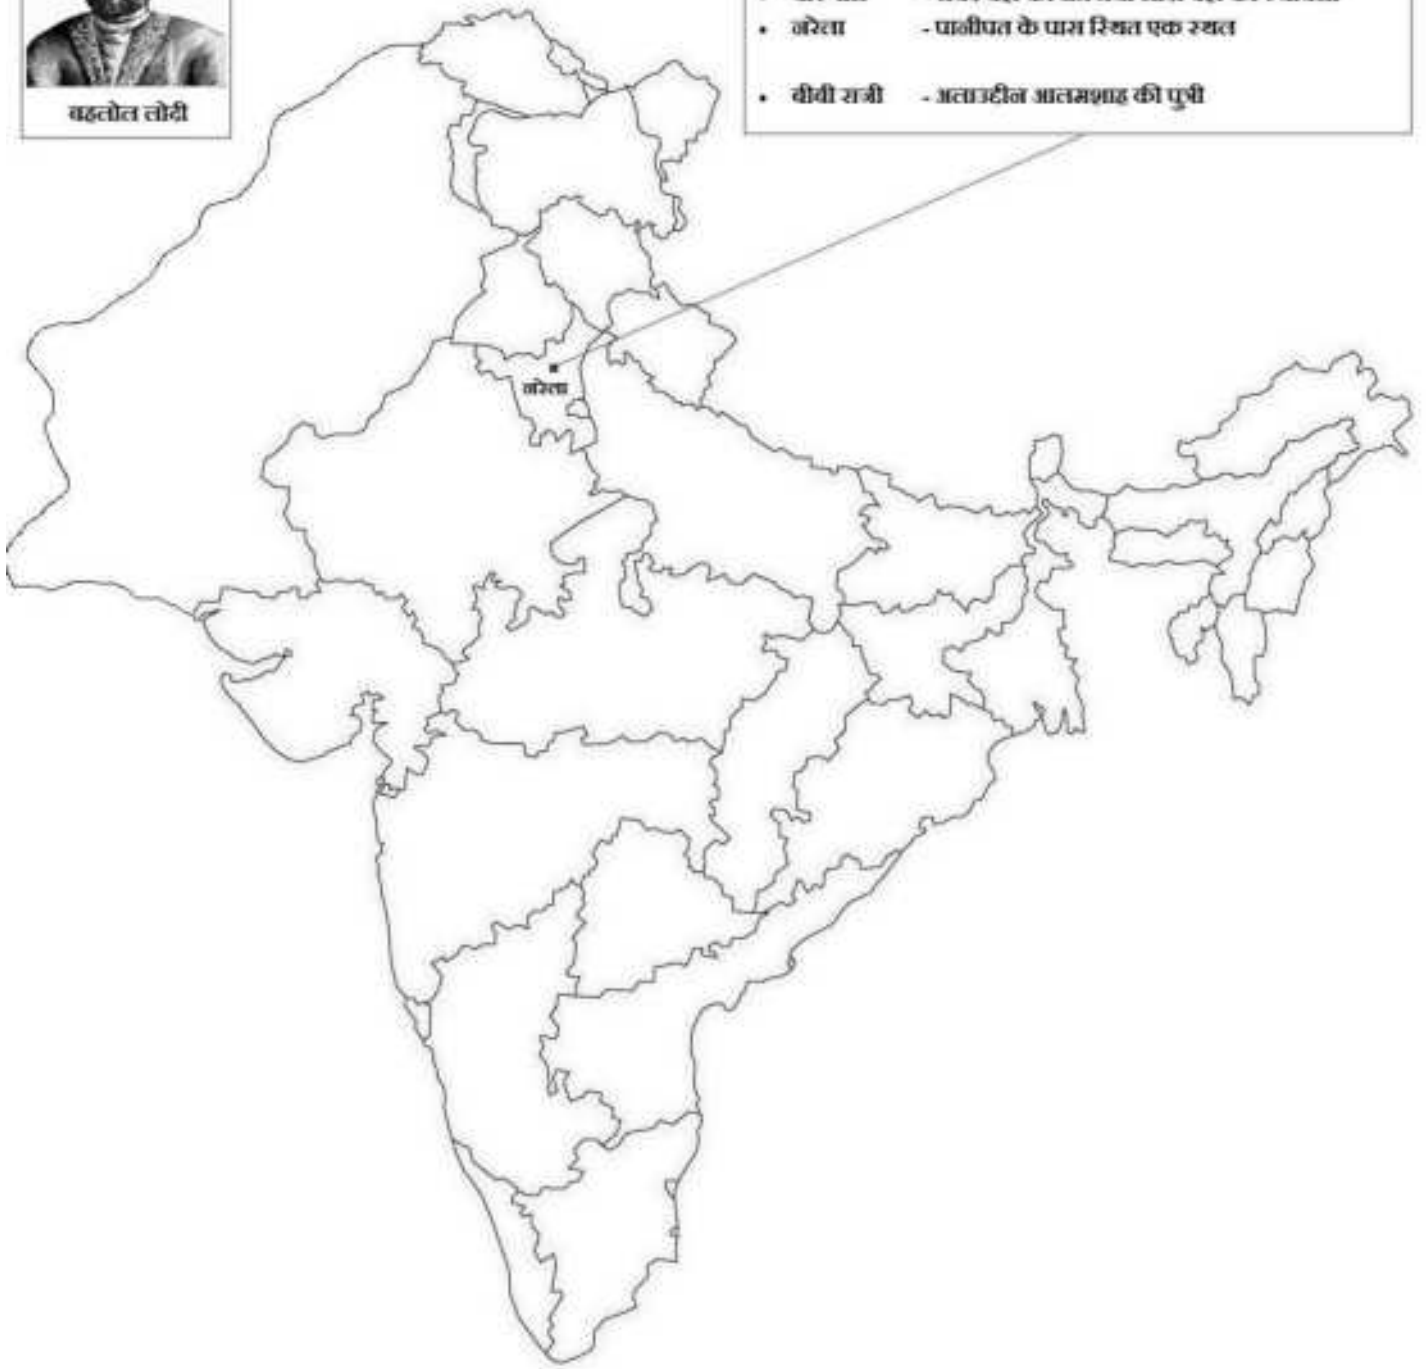 • नरेला - पानीपत के पास स्थित एक स्थल
• बीबी राजी - अलाउद्दीन आलमशाह की पुत्री
बहलोल लोदी
नरेला